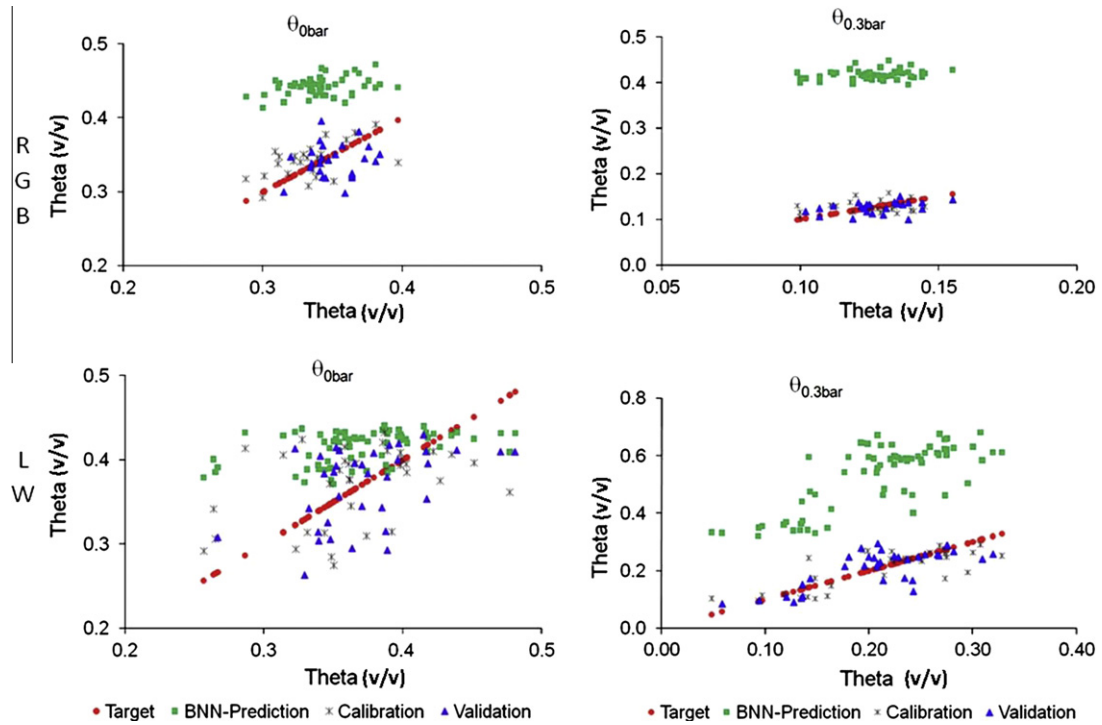 R
G
B
θ0bar
Theta (v/v)
0.5
0.4
0.3
0.2
0.2 0.3 0.4 0.5
Theta (v/v)
θ0.3bar
Theta (v/v)
0.5
0.4
0.3
0.2
0.1
0.0
0.05 0.10 0.15 0.20
Theta (v/v)
L
W
θ0bar
Theta (v/v)
0.5
0.4
0.3
0.2
0.2 0.3 0.4 0.5
Theta (v/v)
θ0.3bar
Theta (v/v)
0.8
0.6
0.4
0.2
0.0
0.00 0.10 0.20 0.30 0.40
Theta (v/v)
Target BNN-Prediction Calibration Validation
Target BNN-Prediction Calibration Validation